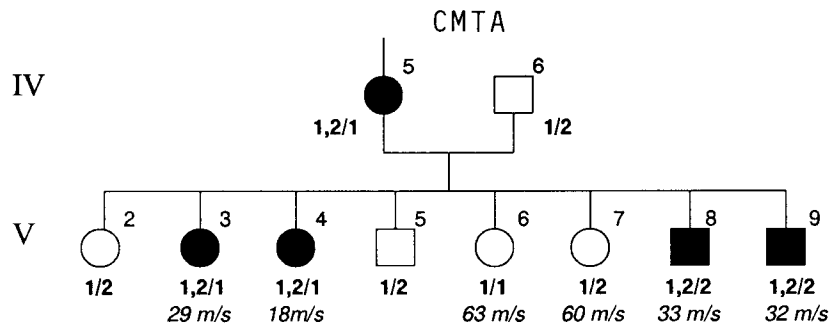 CMTA
IV
5 6
1,2/1 1/2
V
2 3 4 5 6 7 8 9
1/2 1,2/1 1,2/1 1/2 1/1 1/2 1,2/2 1,2/2
29 m/s 18m/s 63 m/s 60 m/s 33 m/s 32 m/s